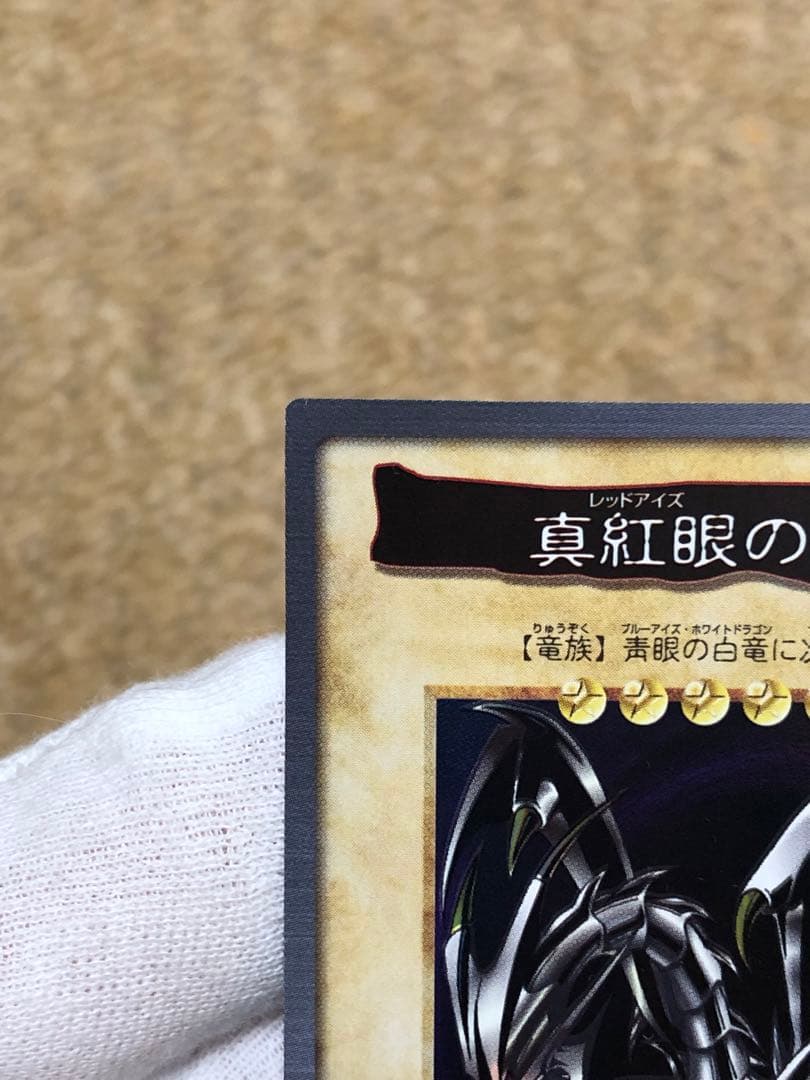 レッドアイズ
真紅眼の
りゅうぞく ブルーアイズ・ホワイトドラゴン
【竜族】青眼の白竜に次